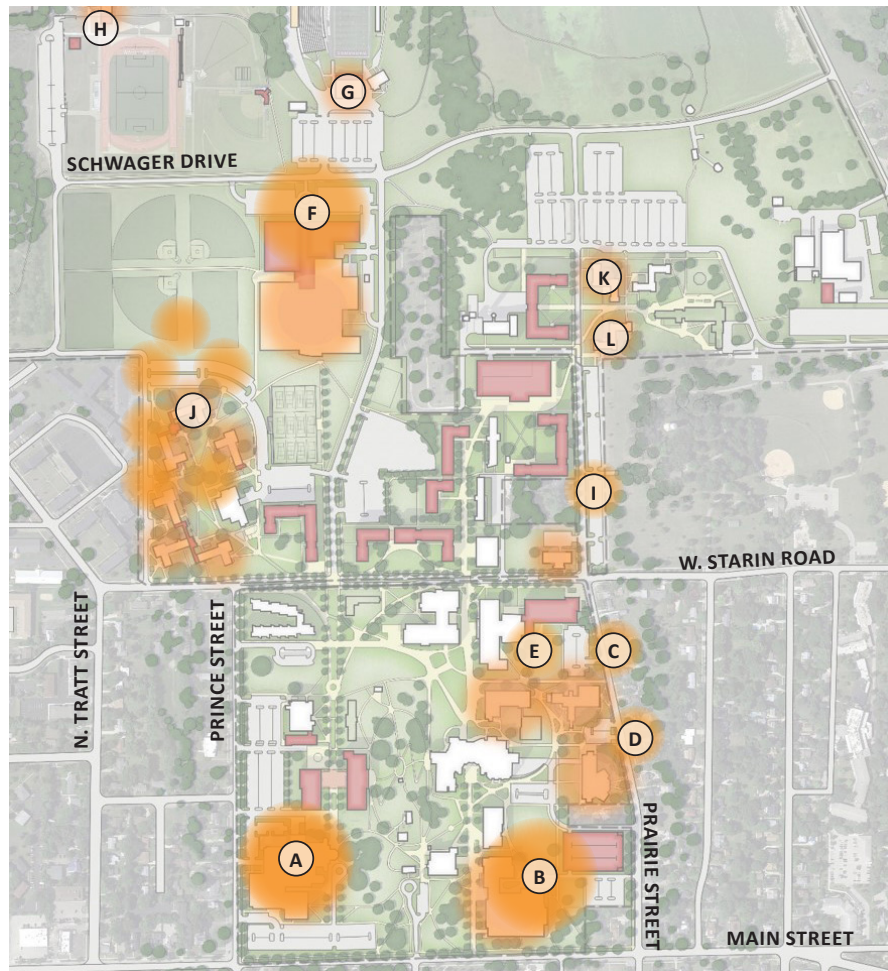 H
G
SCHWAGER DRIVE
F
K
L
J
I
W. STARIN ROAD
N. TRATT STREET
PRINCE STREET
E
C
D
PRAIRIE STREET
A
B
MAIN STREET